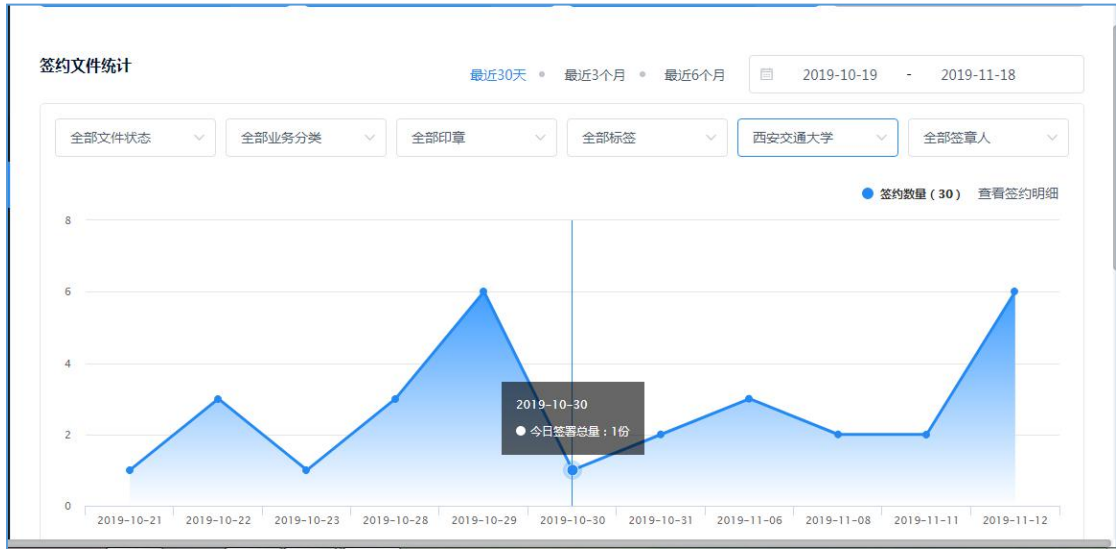 签约文件统计
最近30天 最近3个月 最近6个月 2019-10-19 - 2019-11-18
全部文件状态 全部业务分类 全部印章 全部标签 西安交通大学 全部签章人
签约数量（30） 查看签约明细
8
6
4
2
0
2019-10-30
今日签署总量：1份
2019-10-21 2019-10-22 2019-10-23 2019-10-28 2019-10-29 2019-10-30 2019-10-31 2019-11-06 2019-11-08 2019-11-11 2019-11-12